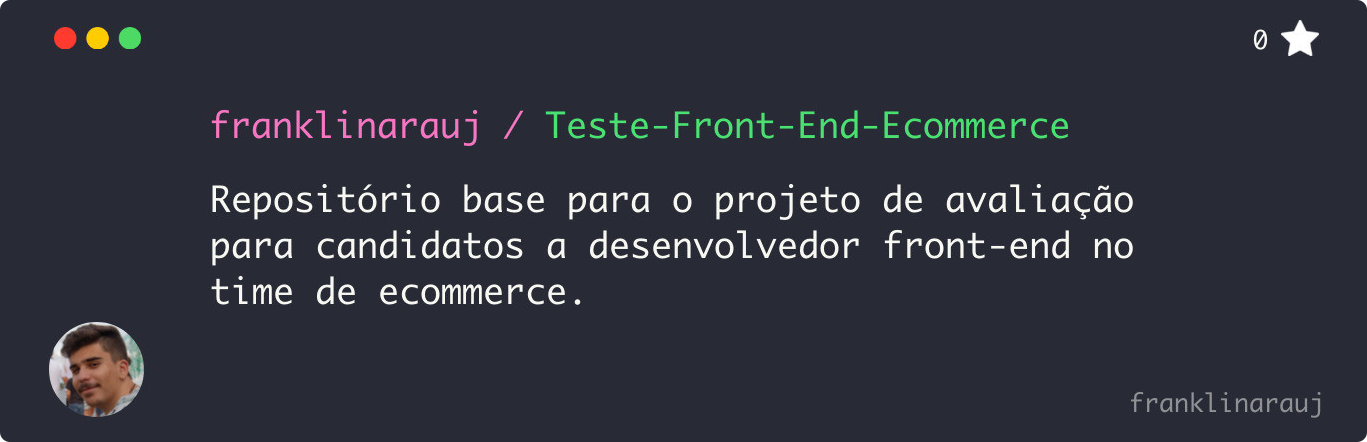 0
franklinarauj / Teste-Front-End-Ecommerce
Repositório base para o projeto de avaliação
para candidatos a desenvolvedor front-end no
time de ecommerce.
franklinarauj